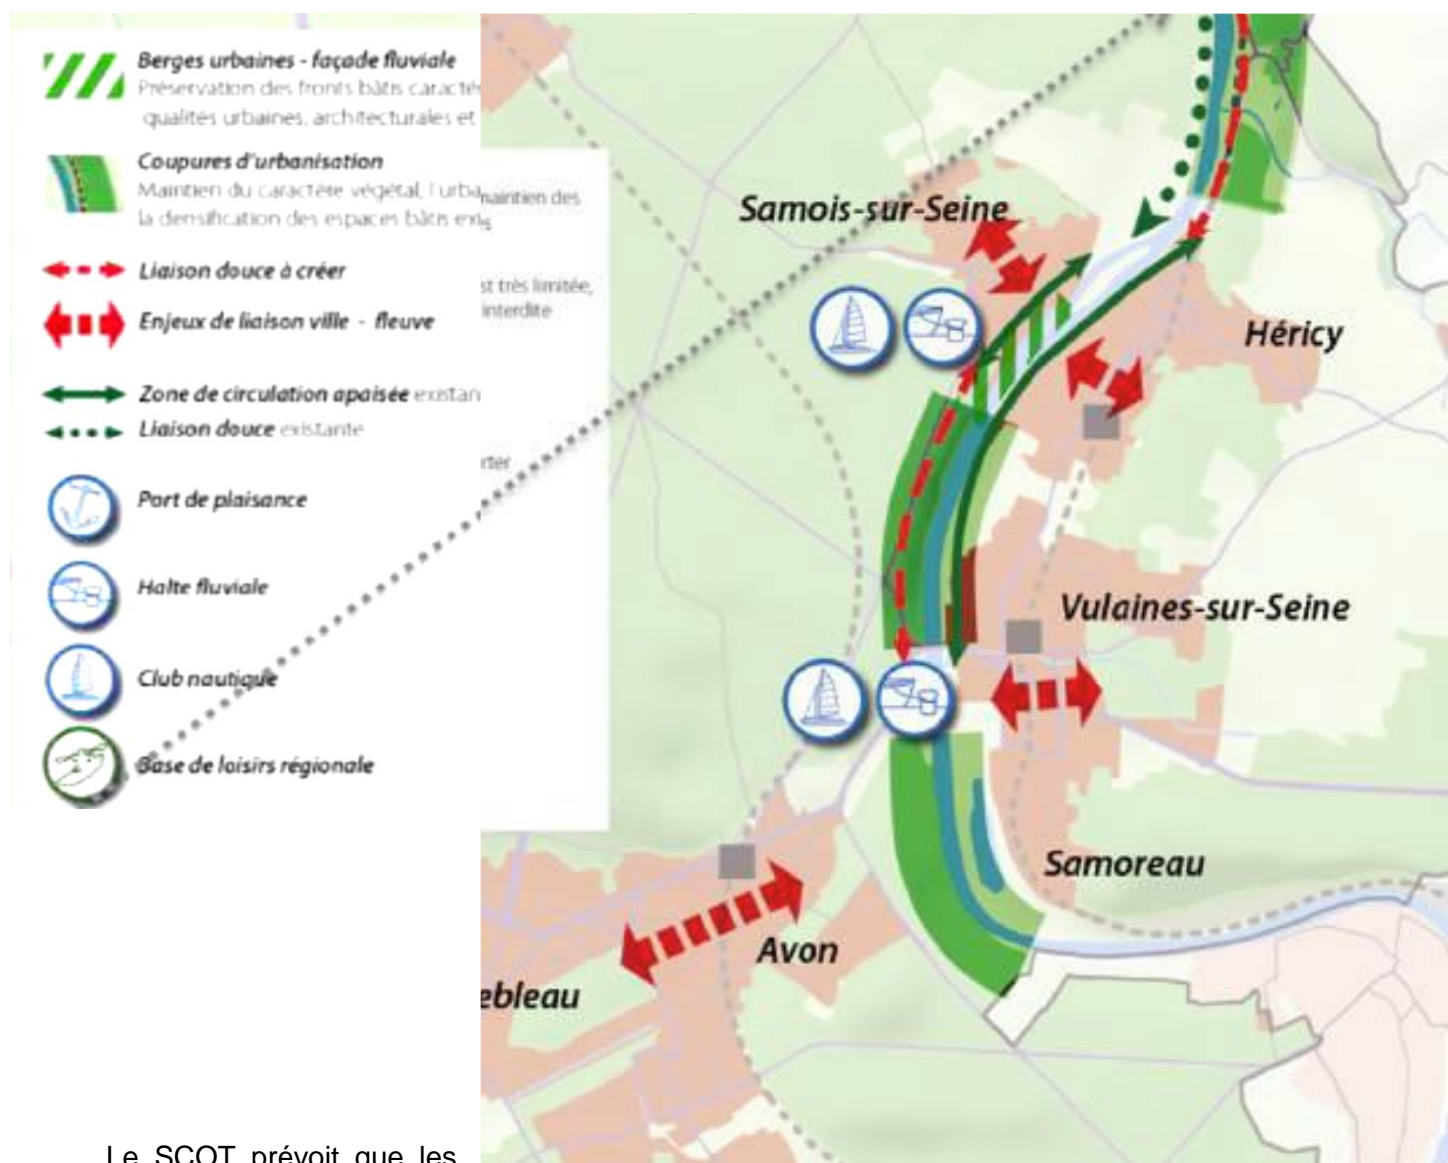 Berges urbaines - façade fluviale
Préservation des fronts bâtis caracté
qualités urbaines, architecturales et
Coupures d'urbanisation
Maintien du caractère végétal, l'urba
la densification des espaces bâtis exis
maintien des
Liaison douce à créer
st très limitée,
interdite
Enjeux de liaison ville - fleuve
Zone de circulation apaisée existan
Liaison douce existante
rter
Port de plaisance
Halte fluviale
Club nautique
Base de loisirs régionale
Samois-sur-Seine
Héricy
Vulaines-sur-Seine
Samoreau
Avon
ebleau
Le SCOT prévoit que les